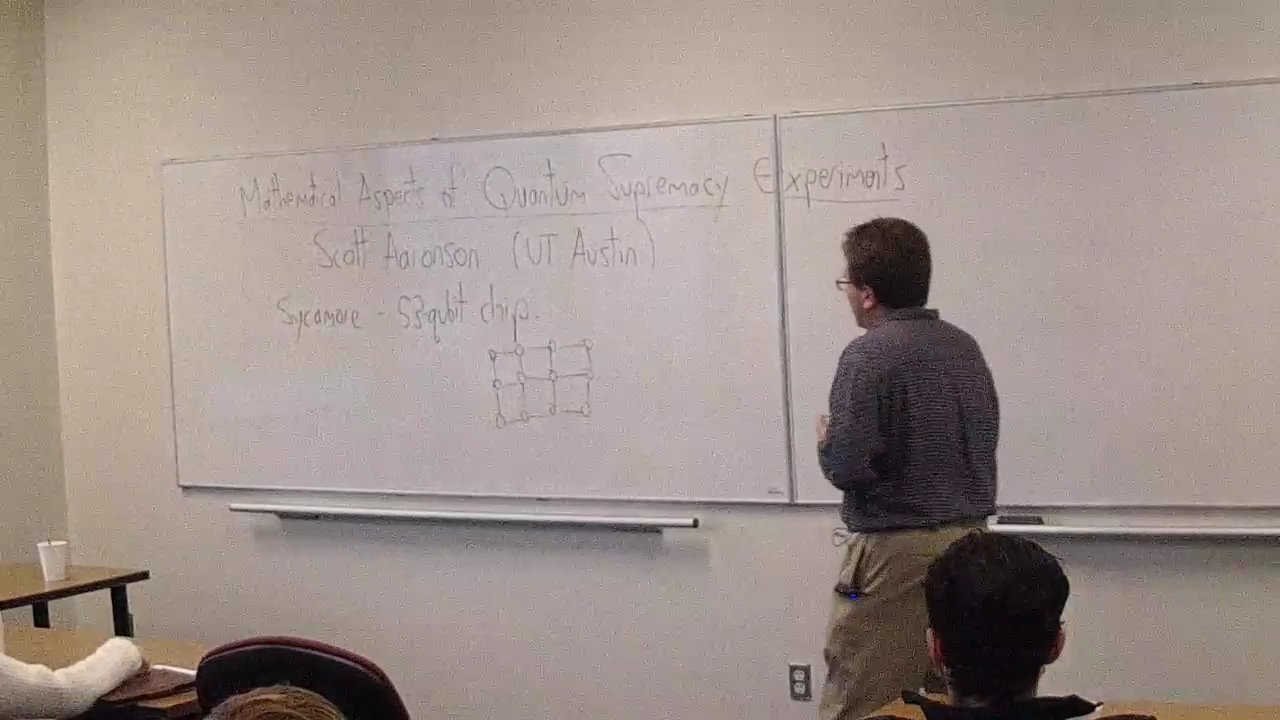 Mathematical Aspects of Quantum Supremacy Experiments
Scott Aaronson (UT Austin)
Sycamore - 53-qubit chip.